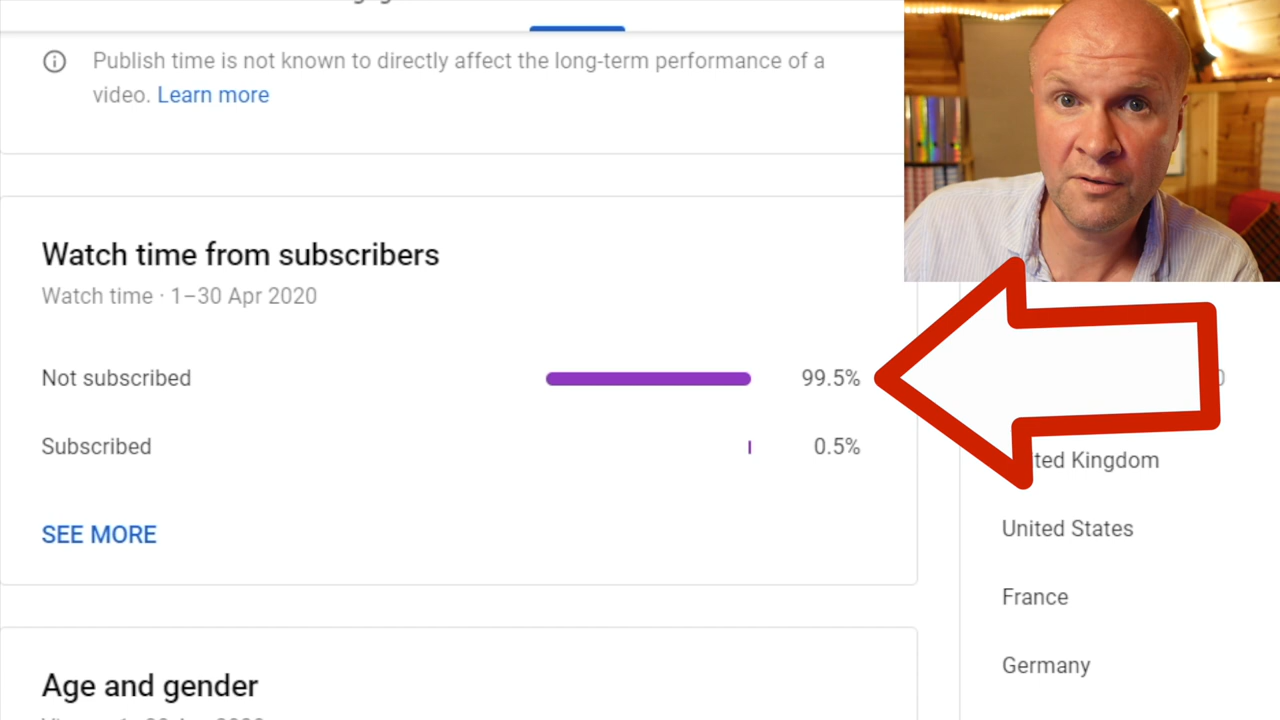 Publish time is not known to directly affect the long-term performance of a
video. Learn more
Watch time from subscribers
Watch time · 1–30 Apr 2020
Not subscribed 99.5%
Subscribed 0.5%
SEE MORE
Age and gender
Kingdom
United States
France
Germany